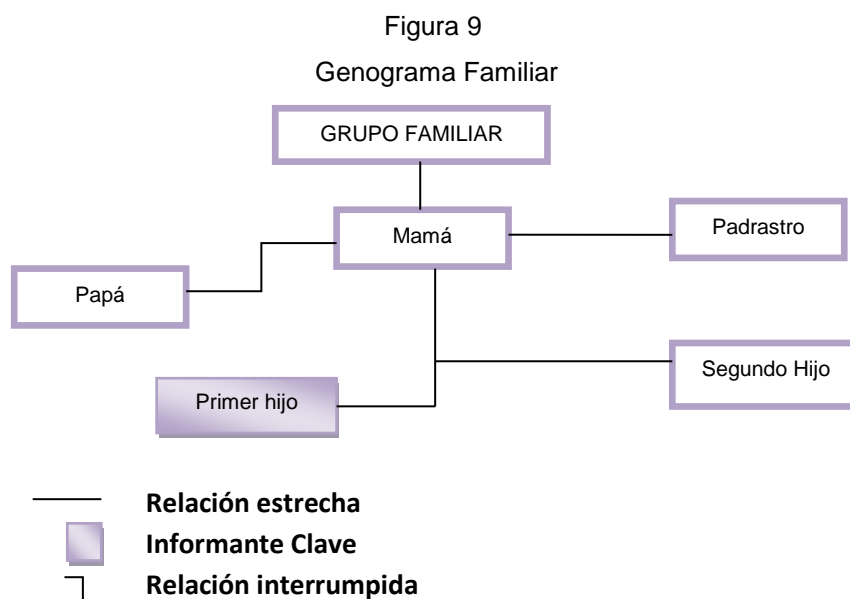 Figura 9
Genograma Familiar
GRUPO FAMILIAR
Mamá
Padrastro
Papá
Segundo Hijo
Primer hijo
Relación estrecha
Informante Clave
Relación interrumpida